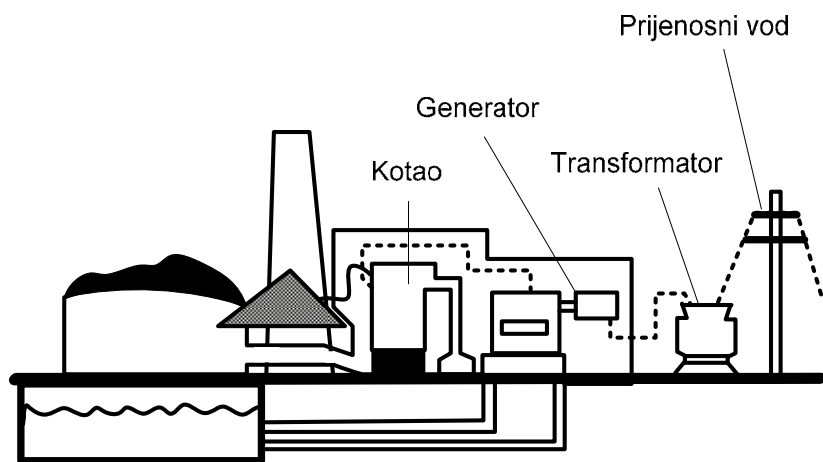 Prijenosni vod
Generator
Transformator
Kotao